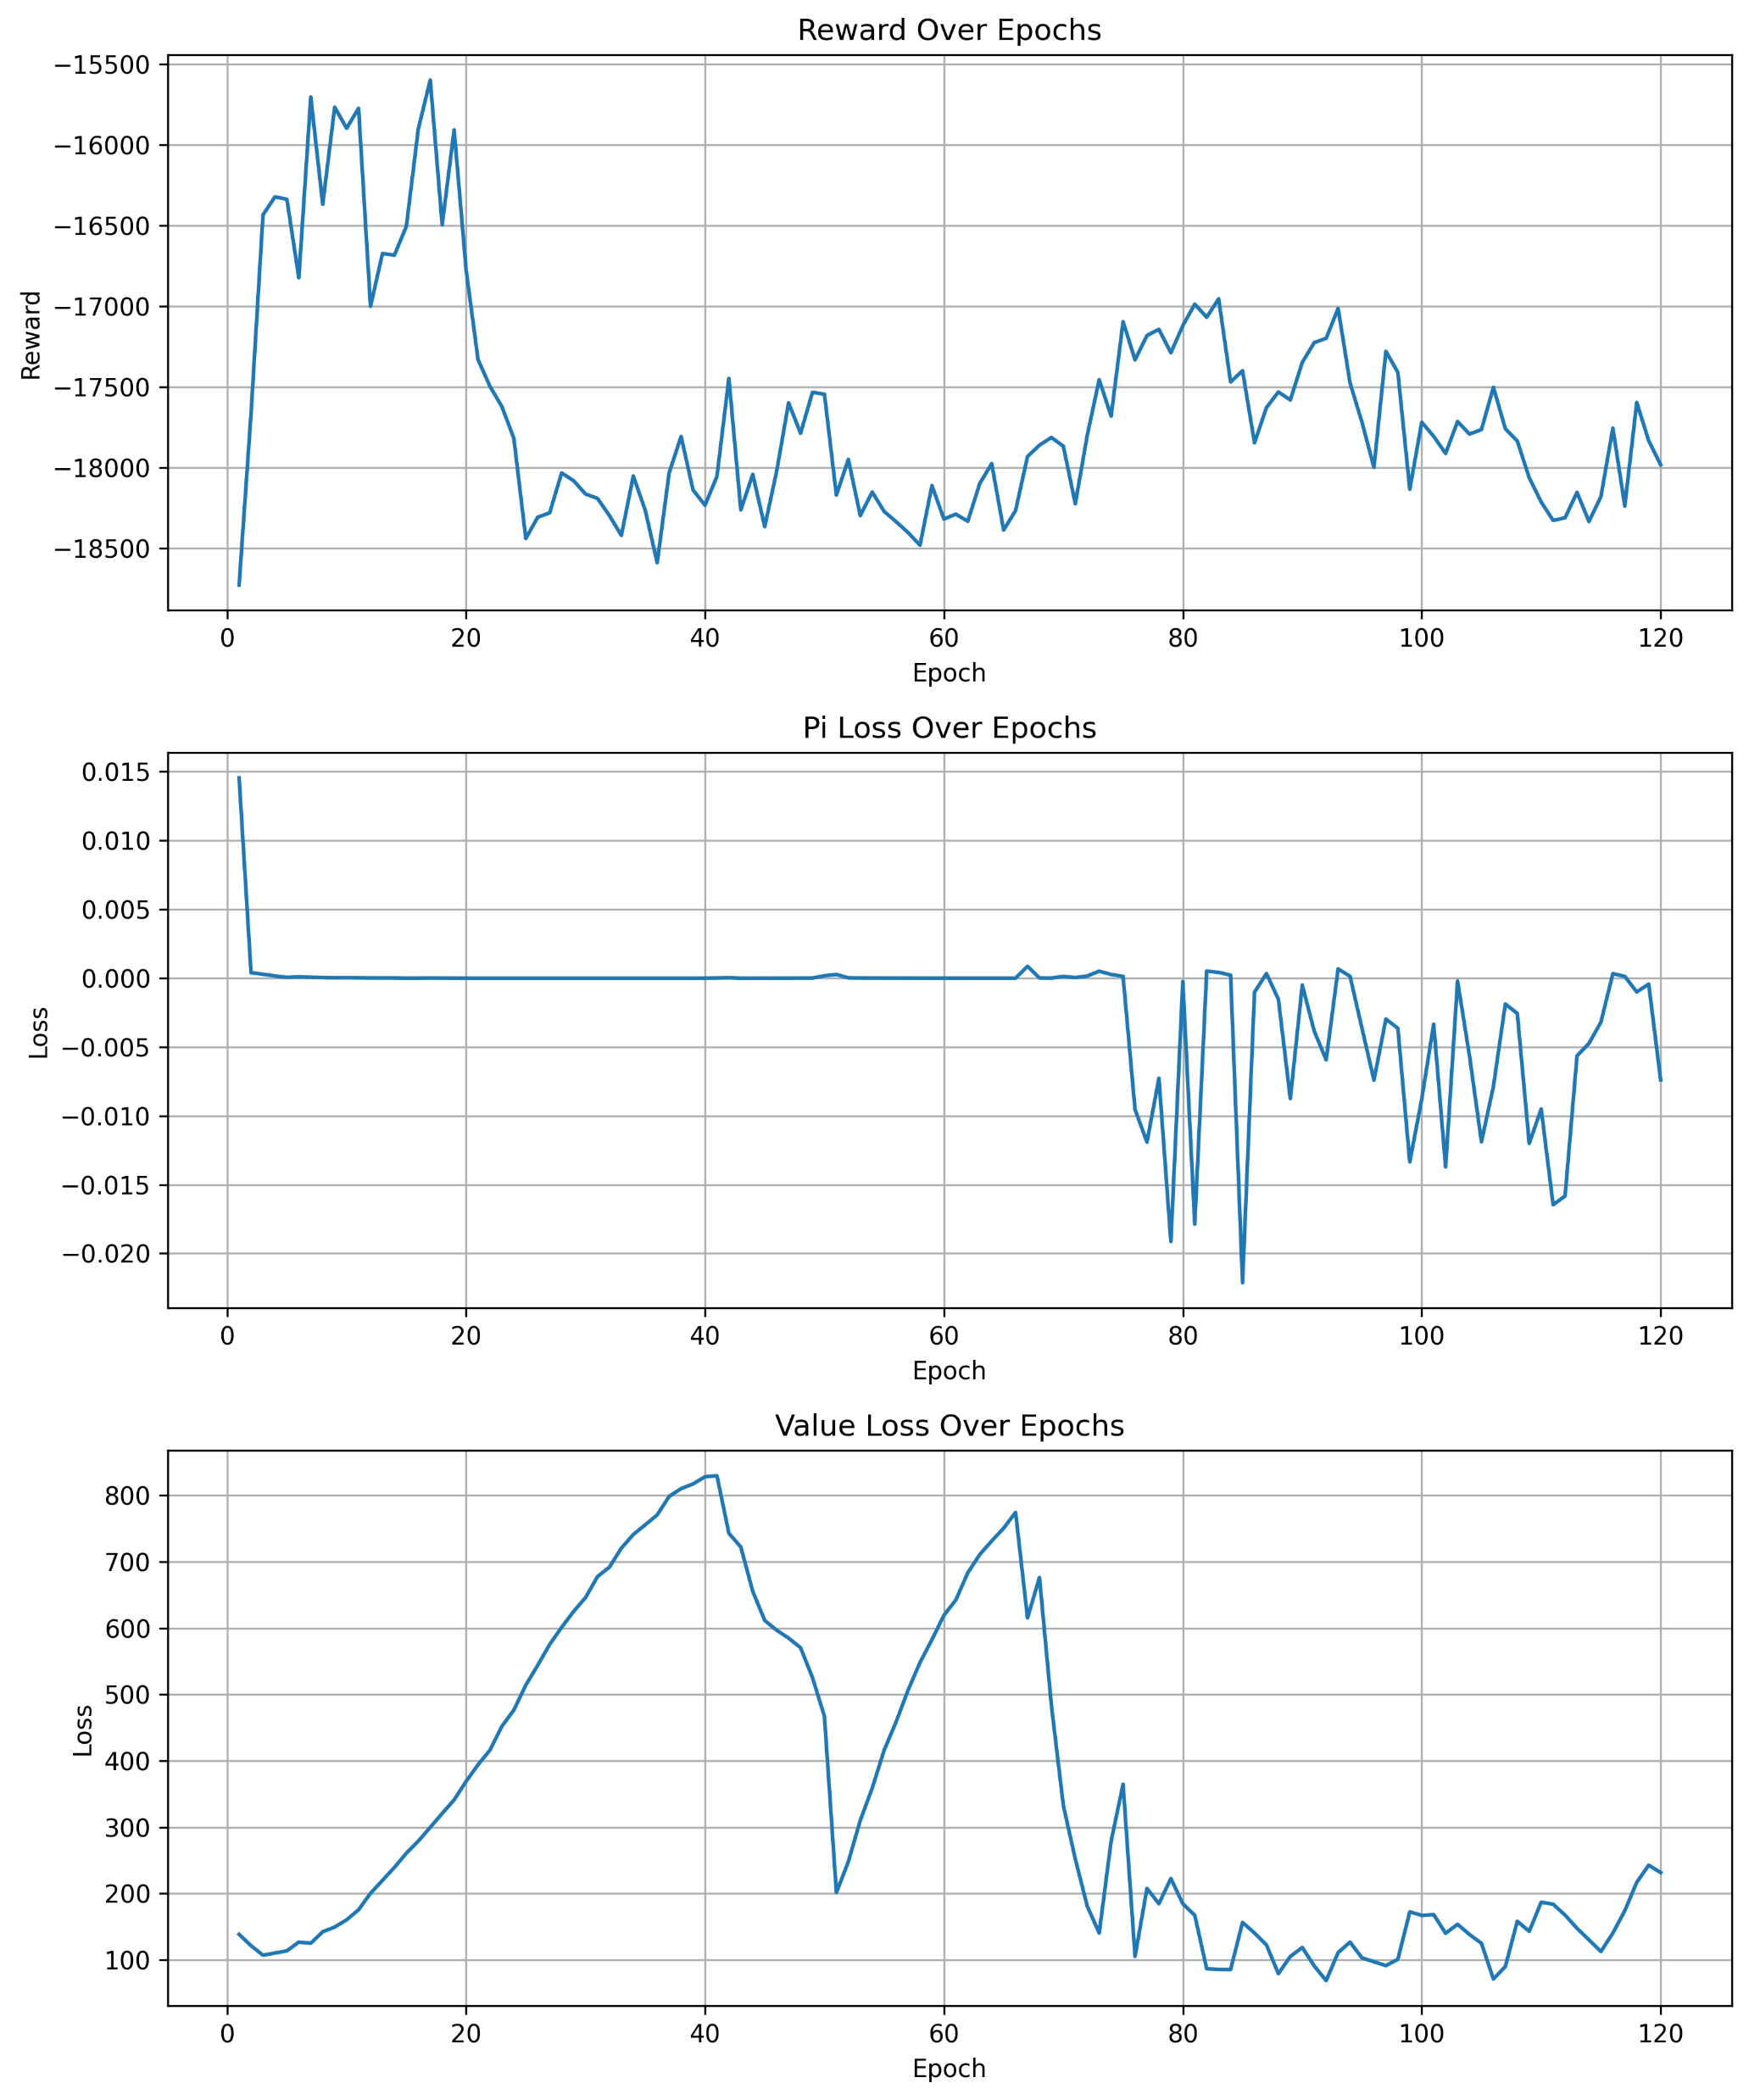 Reward Over Epochs
−15500
−16000
−16500
−17000
−17500
−18000
−18500
Reward
0 20 40 60 80 100 120
Epoch
Pi Loss Over Epochs
0.015
0.010
0.005
0.000
−0.005
−0.010
−0.015
−0.020
Loss
0 20 40 60 80 100 120
Epoch
Value Loss Over Epochs
800
700
600
500
400
300
200
100
Loss
0 20 40 60 80 100 120
Epoch